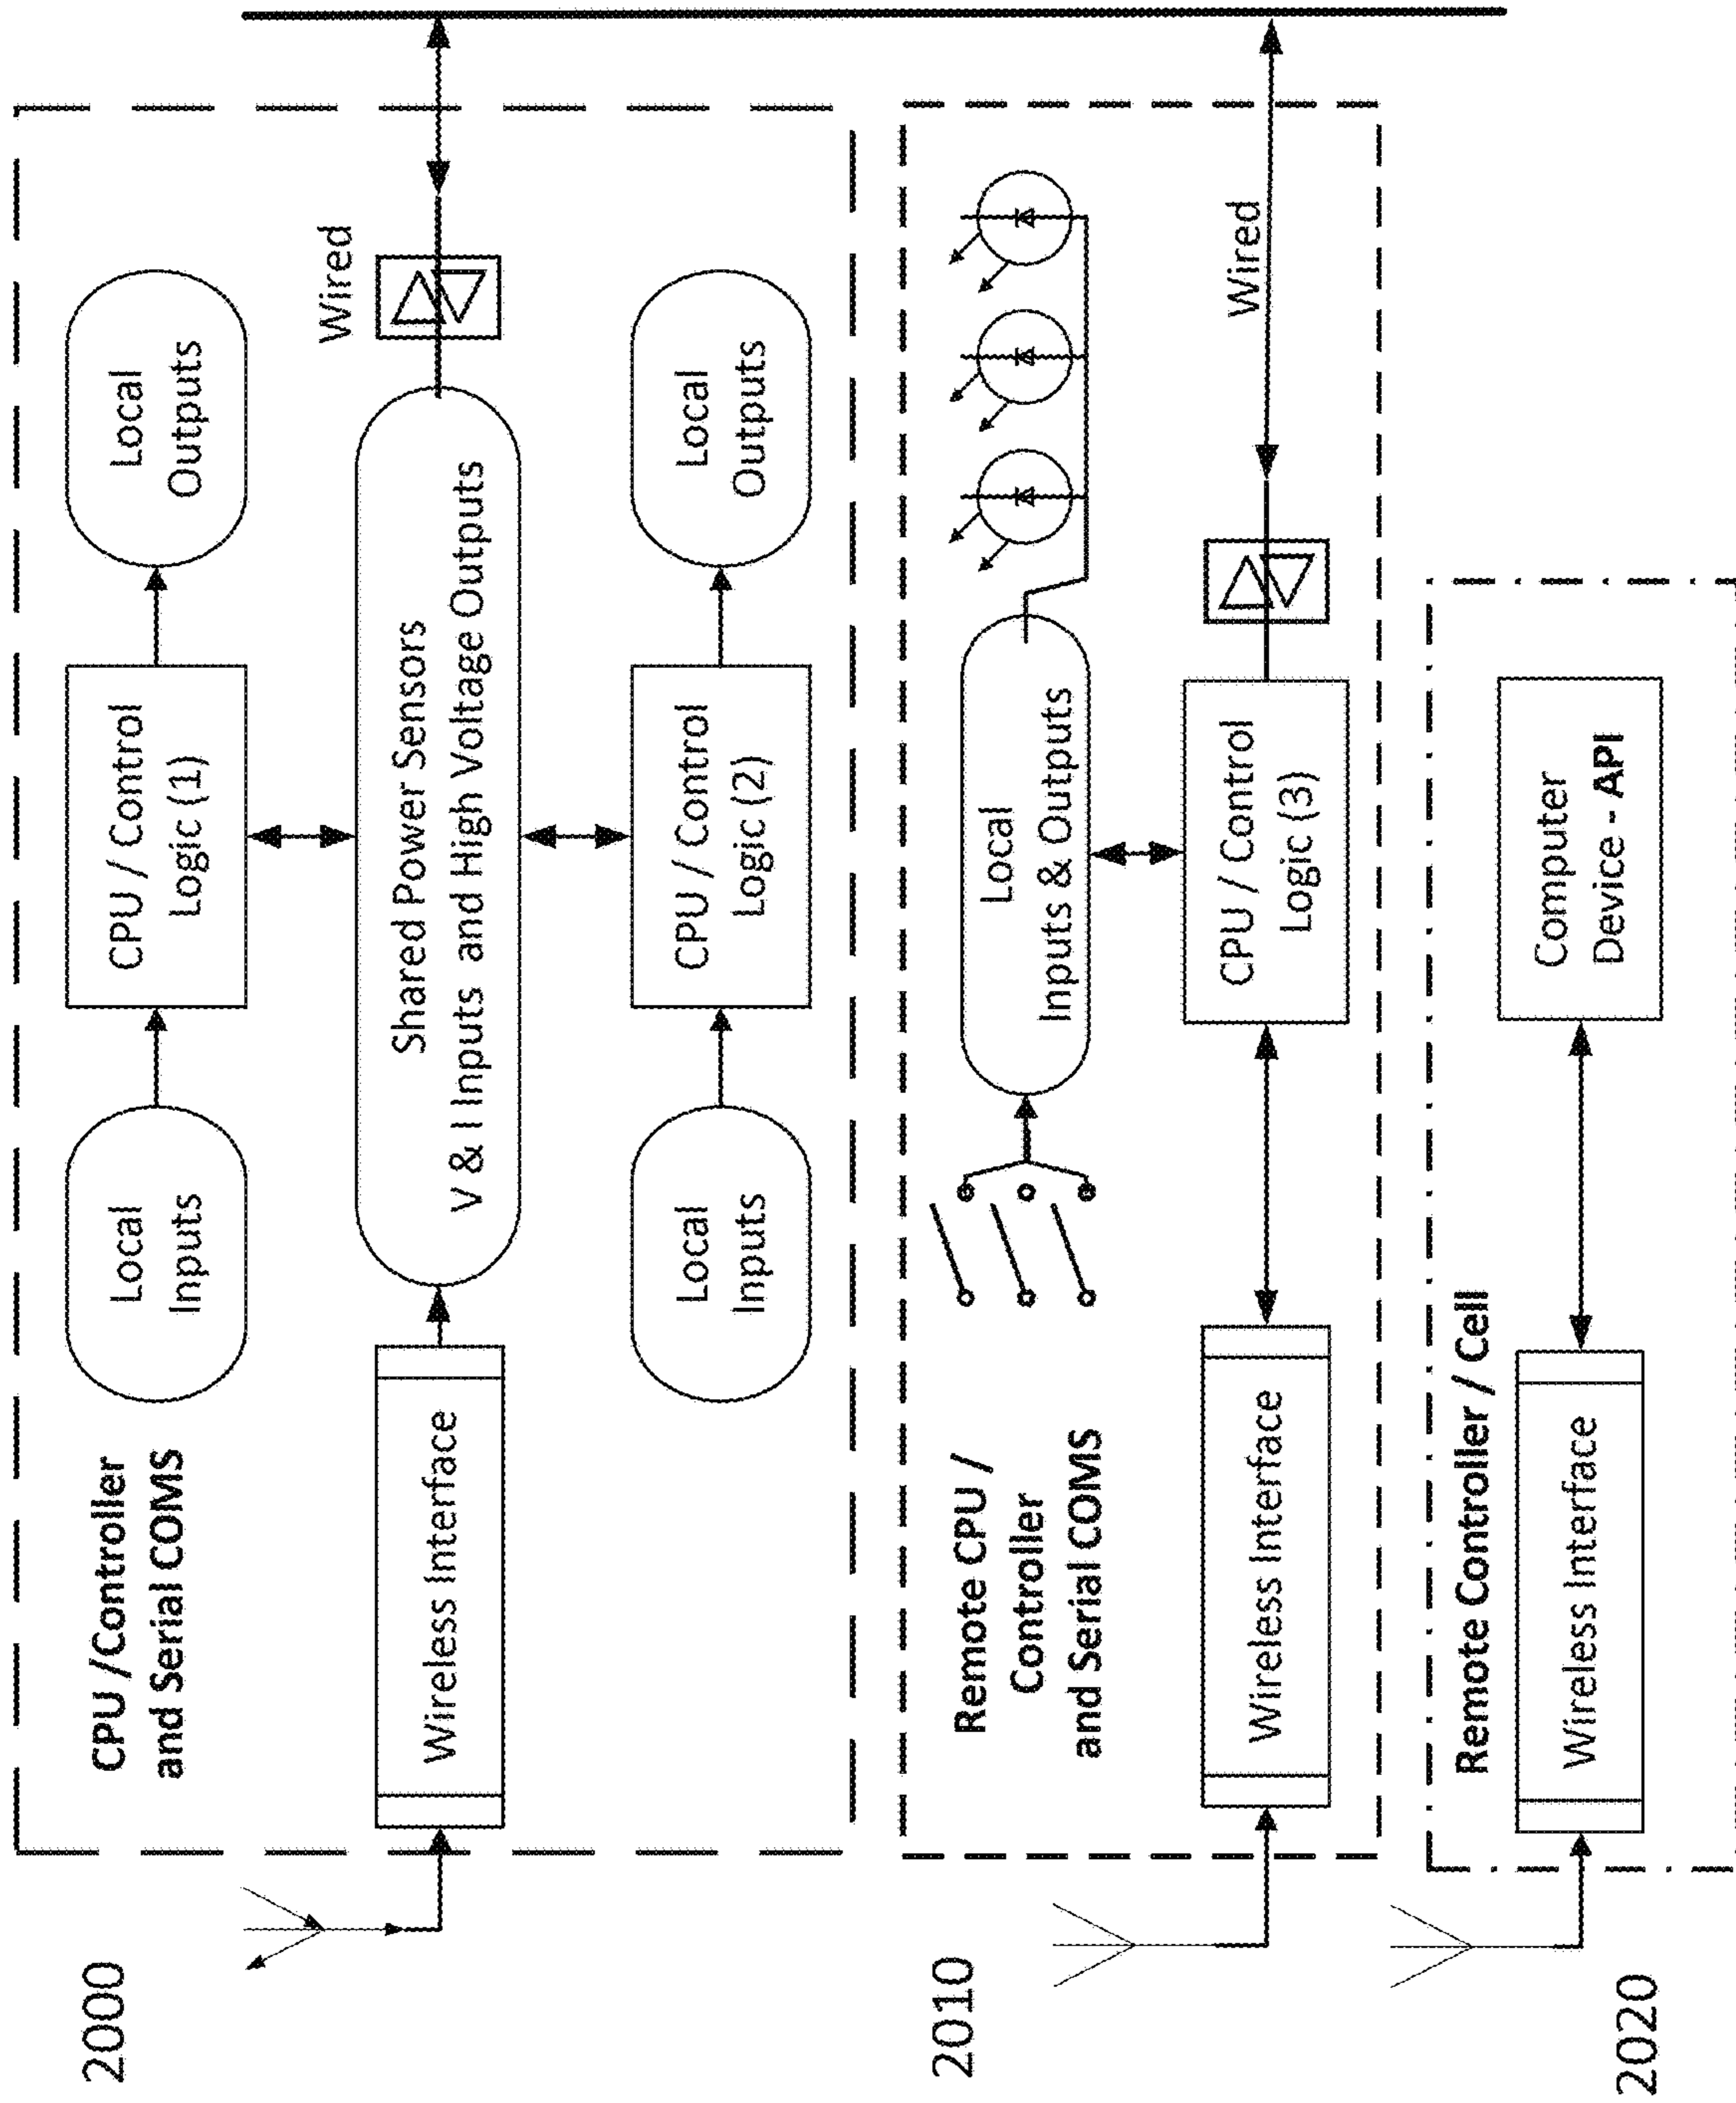 2000
CPU /Controller
and Serial COMS
Local
Inputs
CPU / Control
Logic (1)
Local
Outputs
Wireless Interface
Shared Power Sensors
V & I Inputs and High Voltage Outputs
Wired
Local
Inputs
CPU / Control
Logic (2)
Local
Outputs
2010
Remote CPU /
Controller
and Serial COMS
Local
Inputs & Outputs
Wireless Interface
CPU / Control
Logic (3)
Wired
2020
Remote Controller / Cell
Wireless Interface
Computer
Device - API